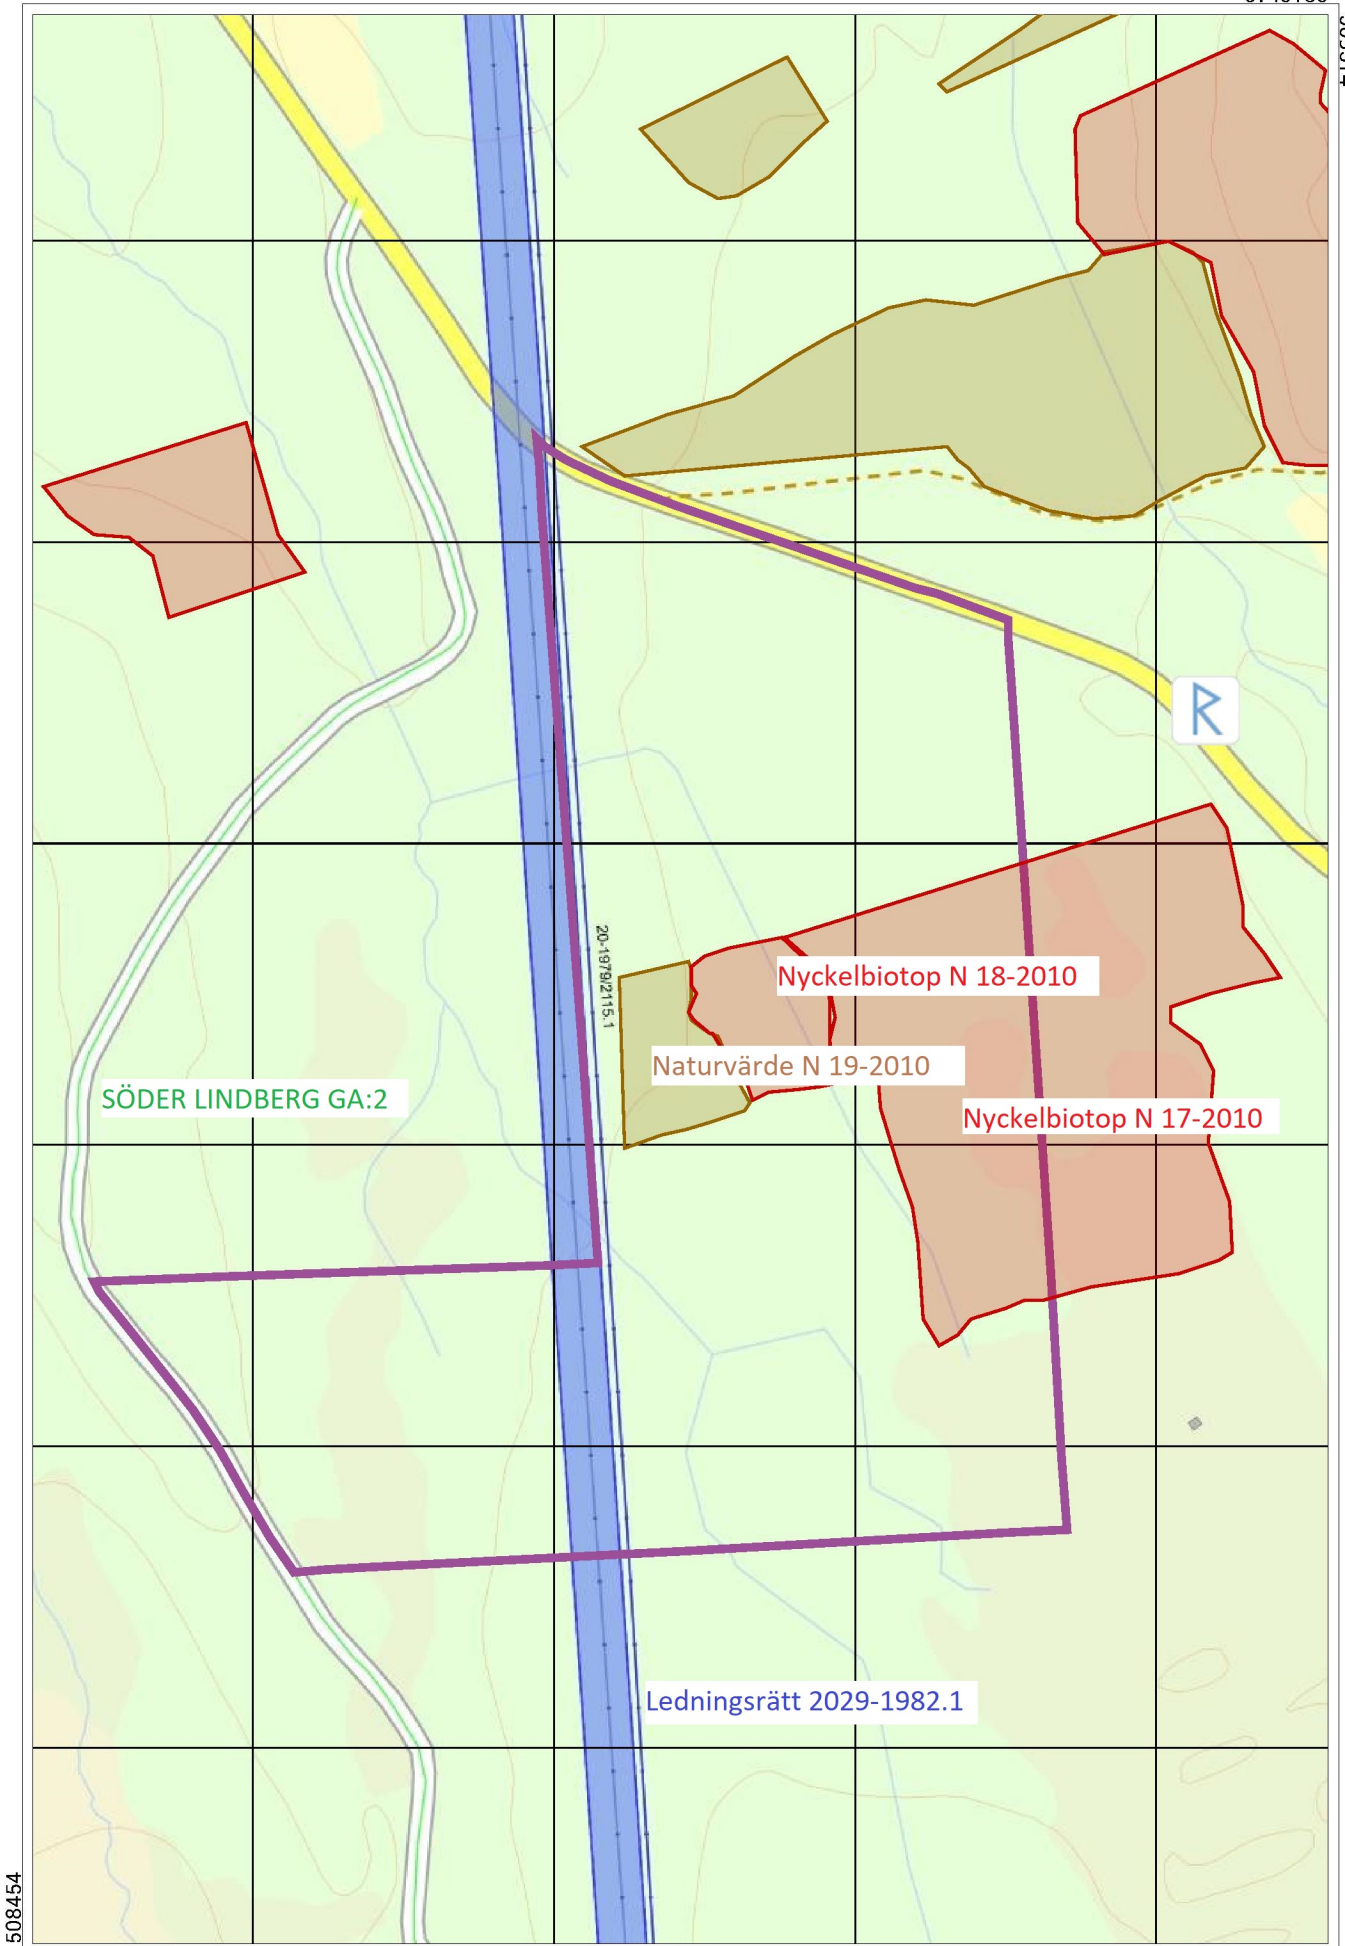 20-1979/2115.1
Nyckelbiotop N 18-2010
Naturvärde N 19-2010
SÖDER LINDBERG GA:2
Nyckelbiotop N 17-2010
Ledningsrätt 2029-1982.1
508454